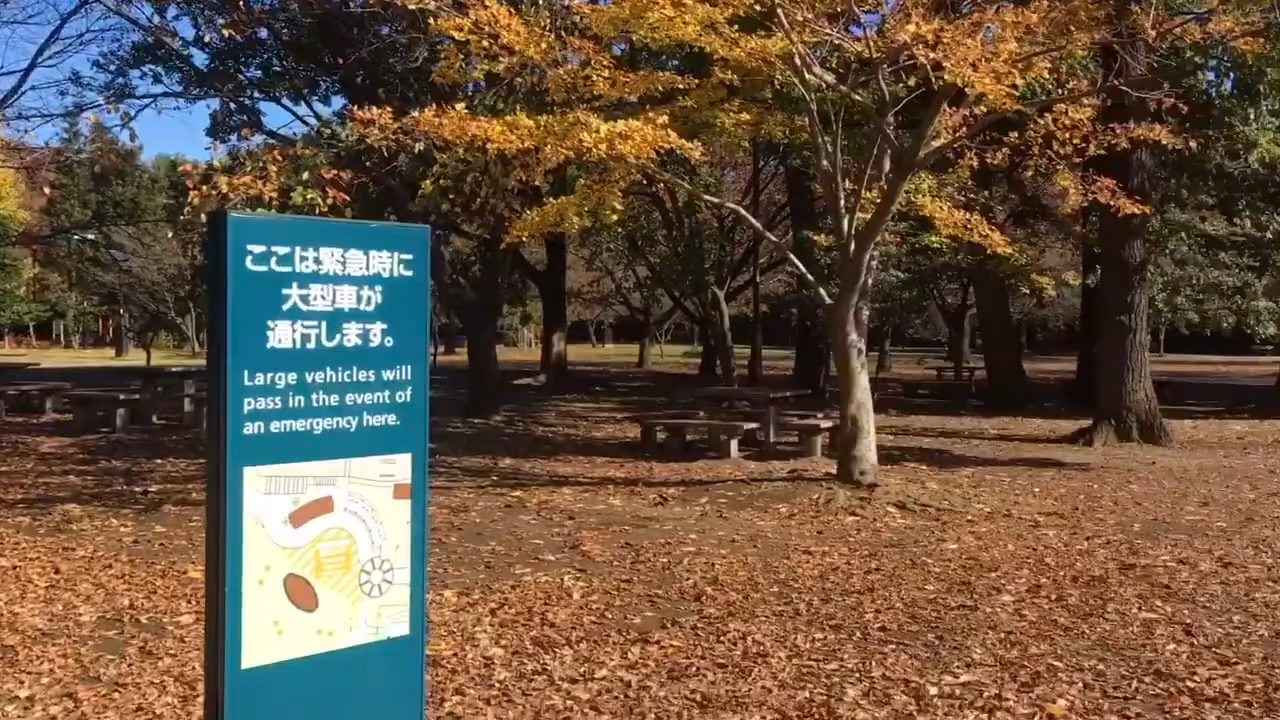 ここは緊急時に
大型車が
通行します。
Large vehicles will
pass in the event of
an emergency here.